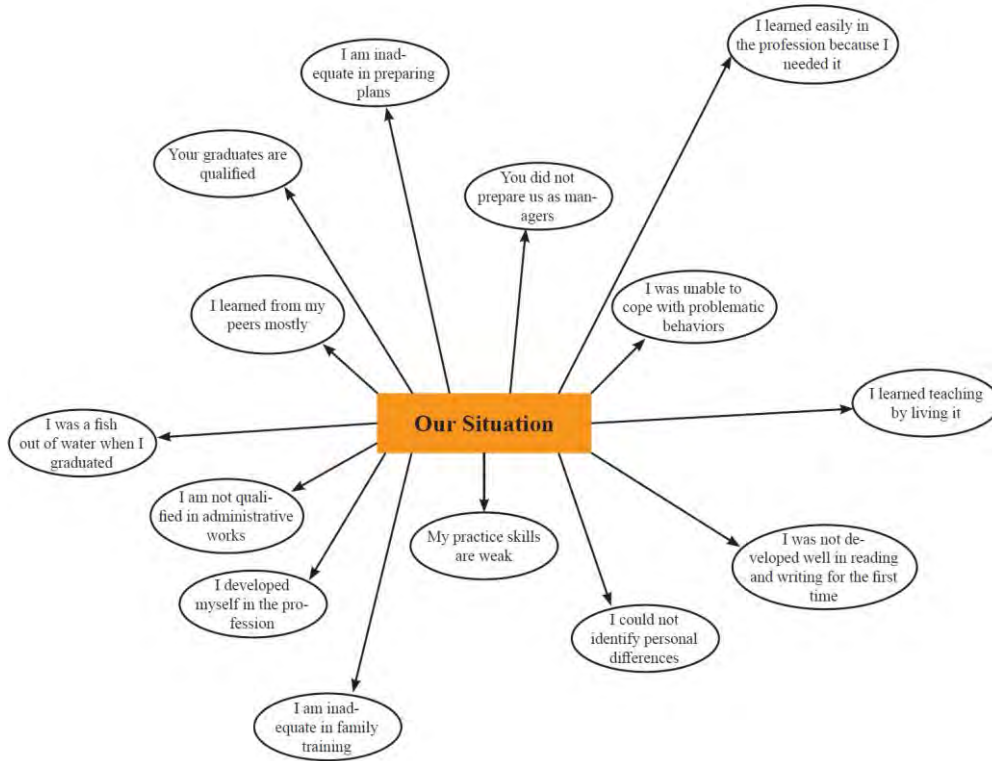 I learned easily in
the profession because I
needed it
I am inad-
equate in preparing
plans
Your graduates are
qualified
You did not
prepare us as man-
agers
I learned from my
peers mostly
I was unable to
cope with problematic
behaviors
I learned teaching
by living it
Our Situation
I was a fish
out of water when I
graduated
I am not quali-
fied in administrative
works
My practice skills
are weak
I was not de-
veloped well in reading
and writing for the first
time
I developed
myself in the pro-
fession
I could not
identify personal
differences
I am inad-
equate in family
training